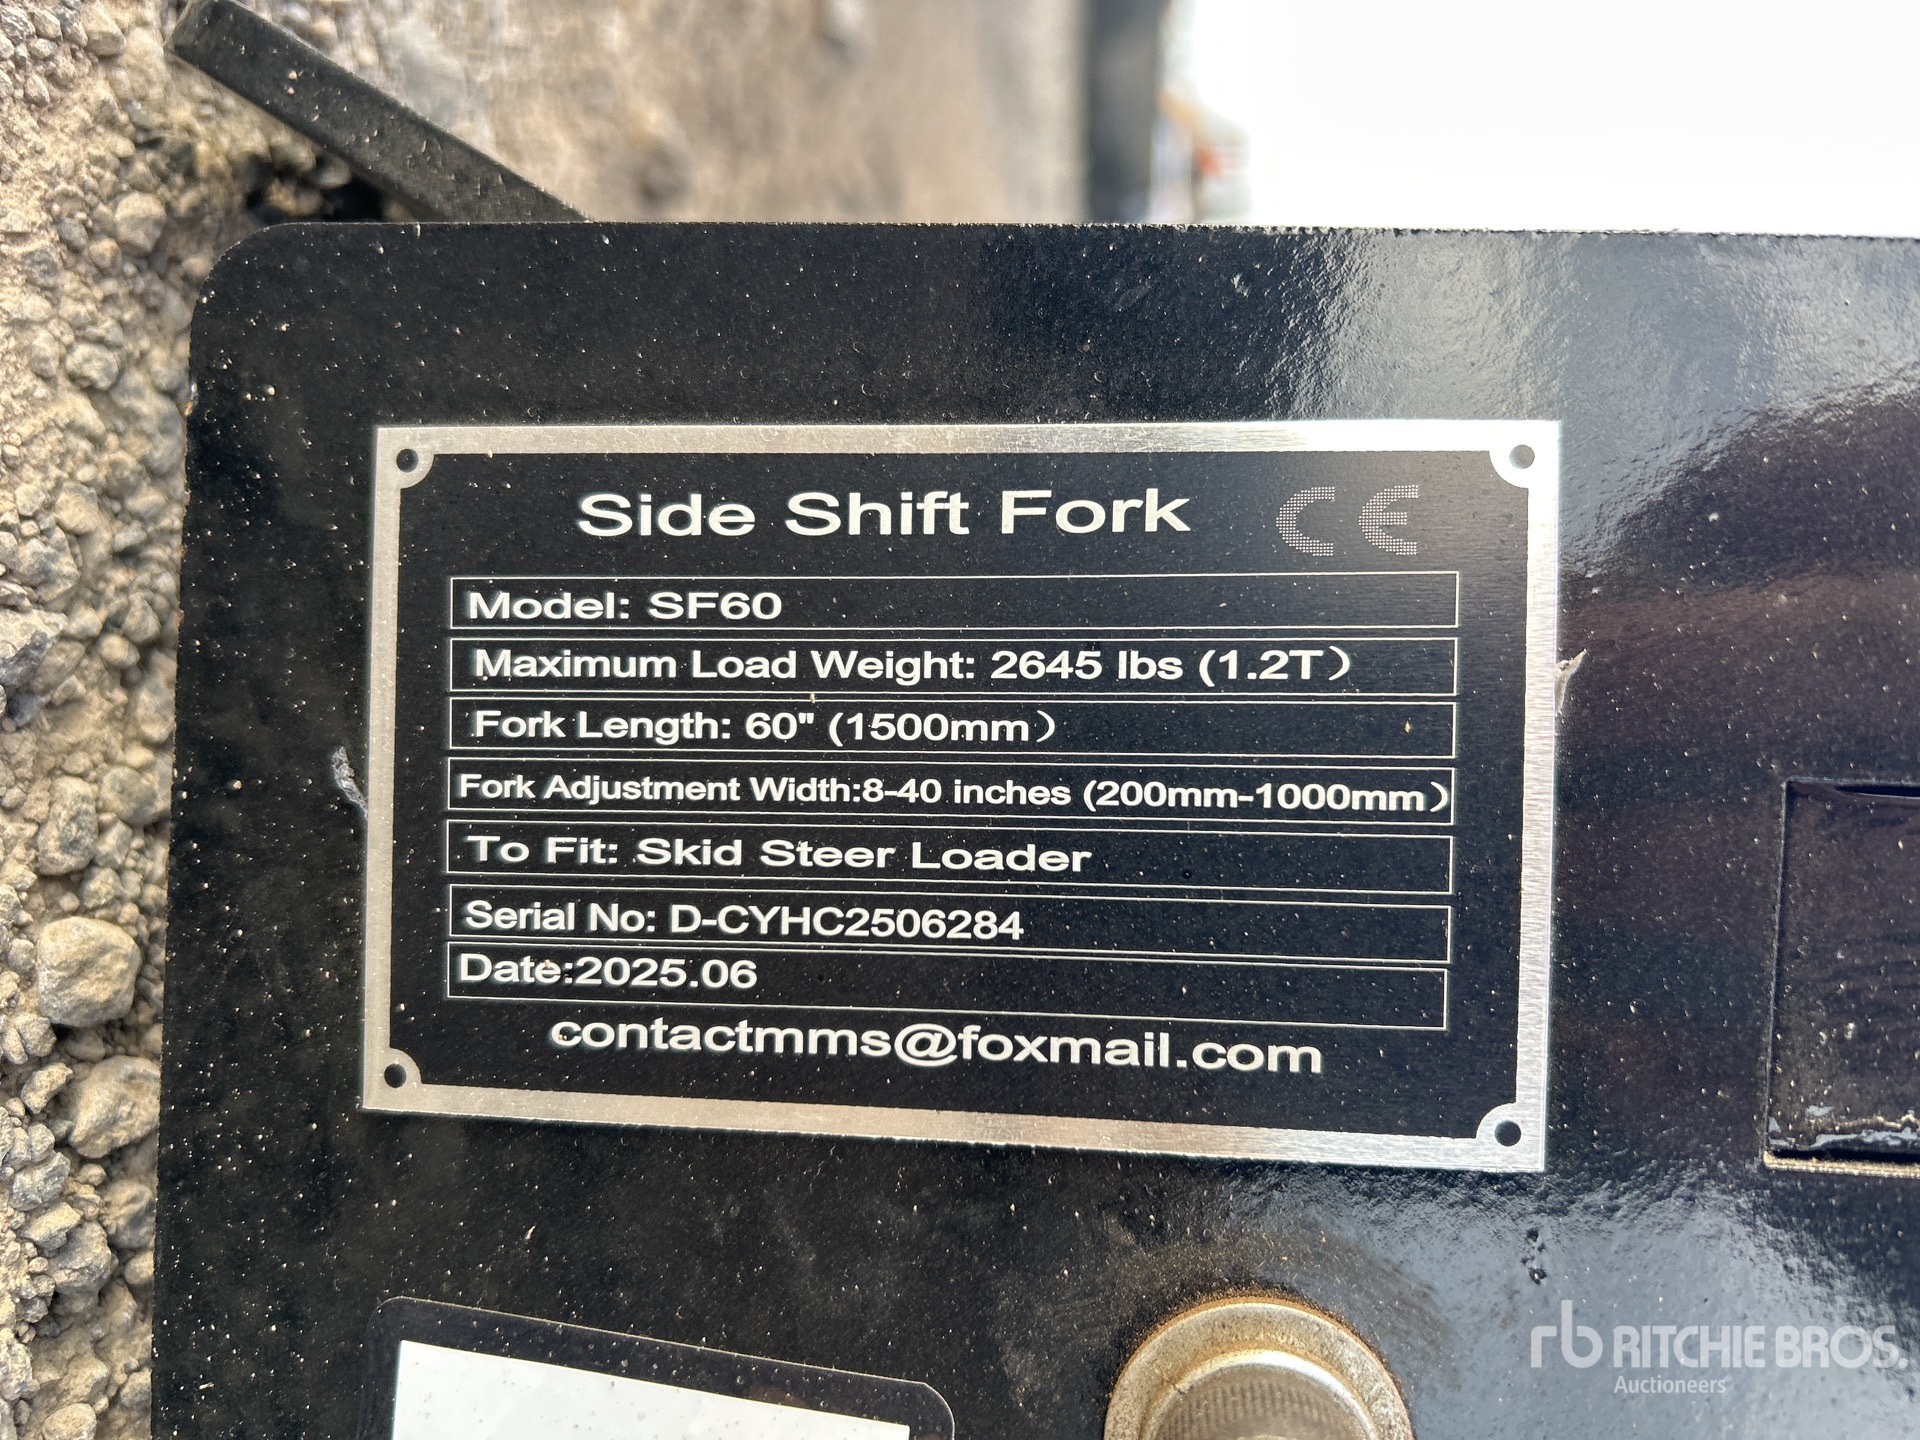 Side Shift Fork CE
Model: SF60
Maximum Load Weight: 2645 lbs (1.2T)
Fork Length: 60" (1500mm)
Fork Adjustment Width:8-40 inches (200mm-1000mm)
To Fit: Skid Steer Loader
Serial No: D-CYHC2506284
Date:2025.06
contactmms@foxmail.com
rb RITCHIE BROS.
Auctioneers